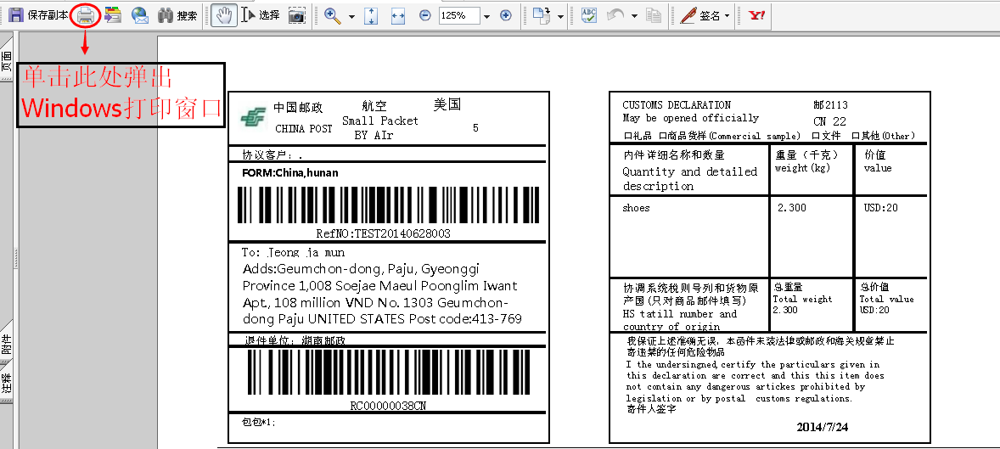 保存副本
搜索
选择
125%
签名
Y!
页面
附件
注释
单击此处弹出
Windows打印窗口
中国邮政
CHINA POST
航空
Small Packet
BY AIr
美国
5
协议客户: .
FORM:China,hunan
RefNO:TEST20140628003
To: Jeong ja mun
Adds:Geumchon-dong, Paju, Gyeonggi
Province 1,008 Soejae Maeul Poonglim Iwant
Apt., 108 million VND No. 1303 Geumchon-
dong Paju UNITED STATES Post code:413-769
退件单位: 湖南邮政
RC00000038CN
包包*1;
CUSTOMS DECLARATION
May be opened officially
邮2113
CN 22
口礼品 口商品货样(Commercial sample) 口文件 口其他(Other)
内件详细名称和数量
Quantity and detailed
description
重量（千克）
weight(kg)
价值
value
shoes
2.300
USD:20
协调系统税则号列和货物原
产国(只对商品邮件填写)
HS tatill number and
country of origin
总重量
Total weight
2.300
总价值
Total value
USD:20
我保证上述准确无误, 本函件未装法律或邮政和海关规章禁止
寄违禁的任何危险物品
I the undersingned,certify the particulars given in
this declaration are correct and this this item does
not contain any dangerous artickes prohibited by
legislation or by postal customs regulations.
寄件人签字
2014/7/24